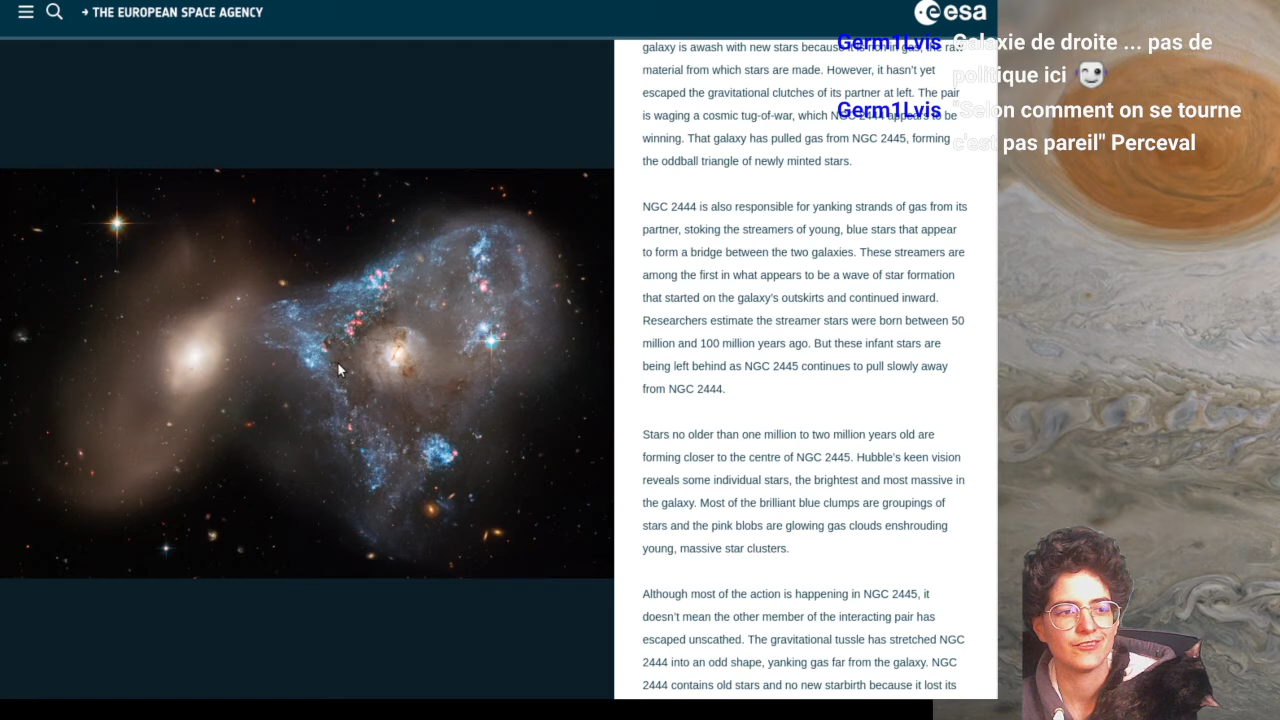 → THE EUROPEAN SPACE AGENCY
esa
galaxy is awash with new stars because it is rich in gas, the raw
material from which stars are made. However, it hasn't yet
escaped the gravitational clutches of its partner at left. The pair
is waging a cosmic tug-of-war, which NGC 2444 appears to be
winning. That galaxy has pulled gas from NGC 2445, forming
the oddball triangle of newly minted stars.
NGC 2444 is also responsible for yanking strands of gas from its
partner, stoking the streamers of young, blue stars that appear
to form a bridge between the two galaxies. These streamers are
among the first in what appears to be a wave of star formation
that started on the galaxy's outskirts and continued inward.
Researchers estimate the streamer stars were born between 50
million and 100 million years ago. But these infant stars are
being left behind as NGC 2445 continues to pull slowly away
from NGC 2444.
Stars no older than one million to two million years old are
forming closer to the centre of NGC 2445. Hubble's keen vision
reveals some individual stars, the brightest and most massive in
the galaxy. Most of the brilliant blue clumps are groupings of
stars and the pink blobs are glowing gas clouds enshrouding
young, massive star clusters.
Although most of the action is happening in NGC 2445, it
doesn't mean the other member of the interacting pair has
escaped unscathed. The gravitational tussle has stretched NGC
2444 into an odd shape, yanking gas far from the galaxy. NGC
2444 contains old stars and no new starbirth because it lost its
Germ1Lvis Galaxie de droite ... pas de
politique ici
Germ1Lvis "Selon comment on se tourne
c'est pas pareil" Perceval